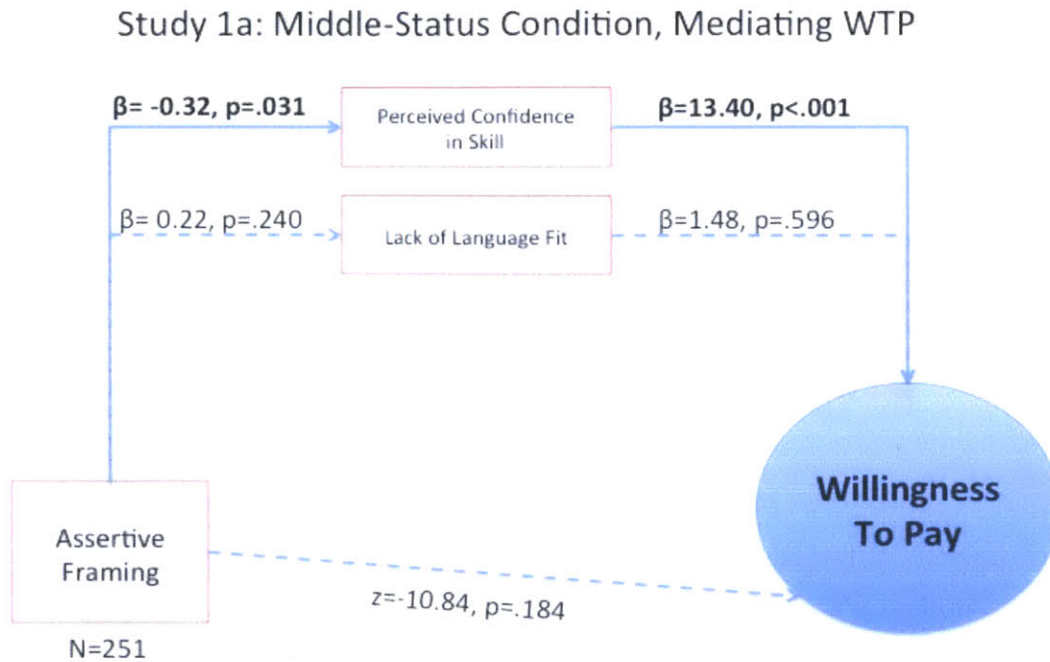 Study 1a: Middle-Status Condition, Mediating WTP
β= -0.32, p=.031
Perceived Confidence
in Skill
β=13.40, p<.001
β= 0.22, p=.240
Lack of Language Fit
β=1.48, p=.596
Willingness
To Pay
Assertive
Framing
z=-10.84, p=.184
N=251